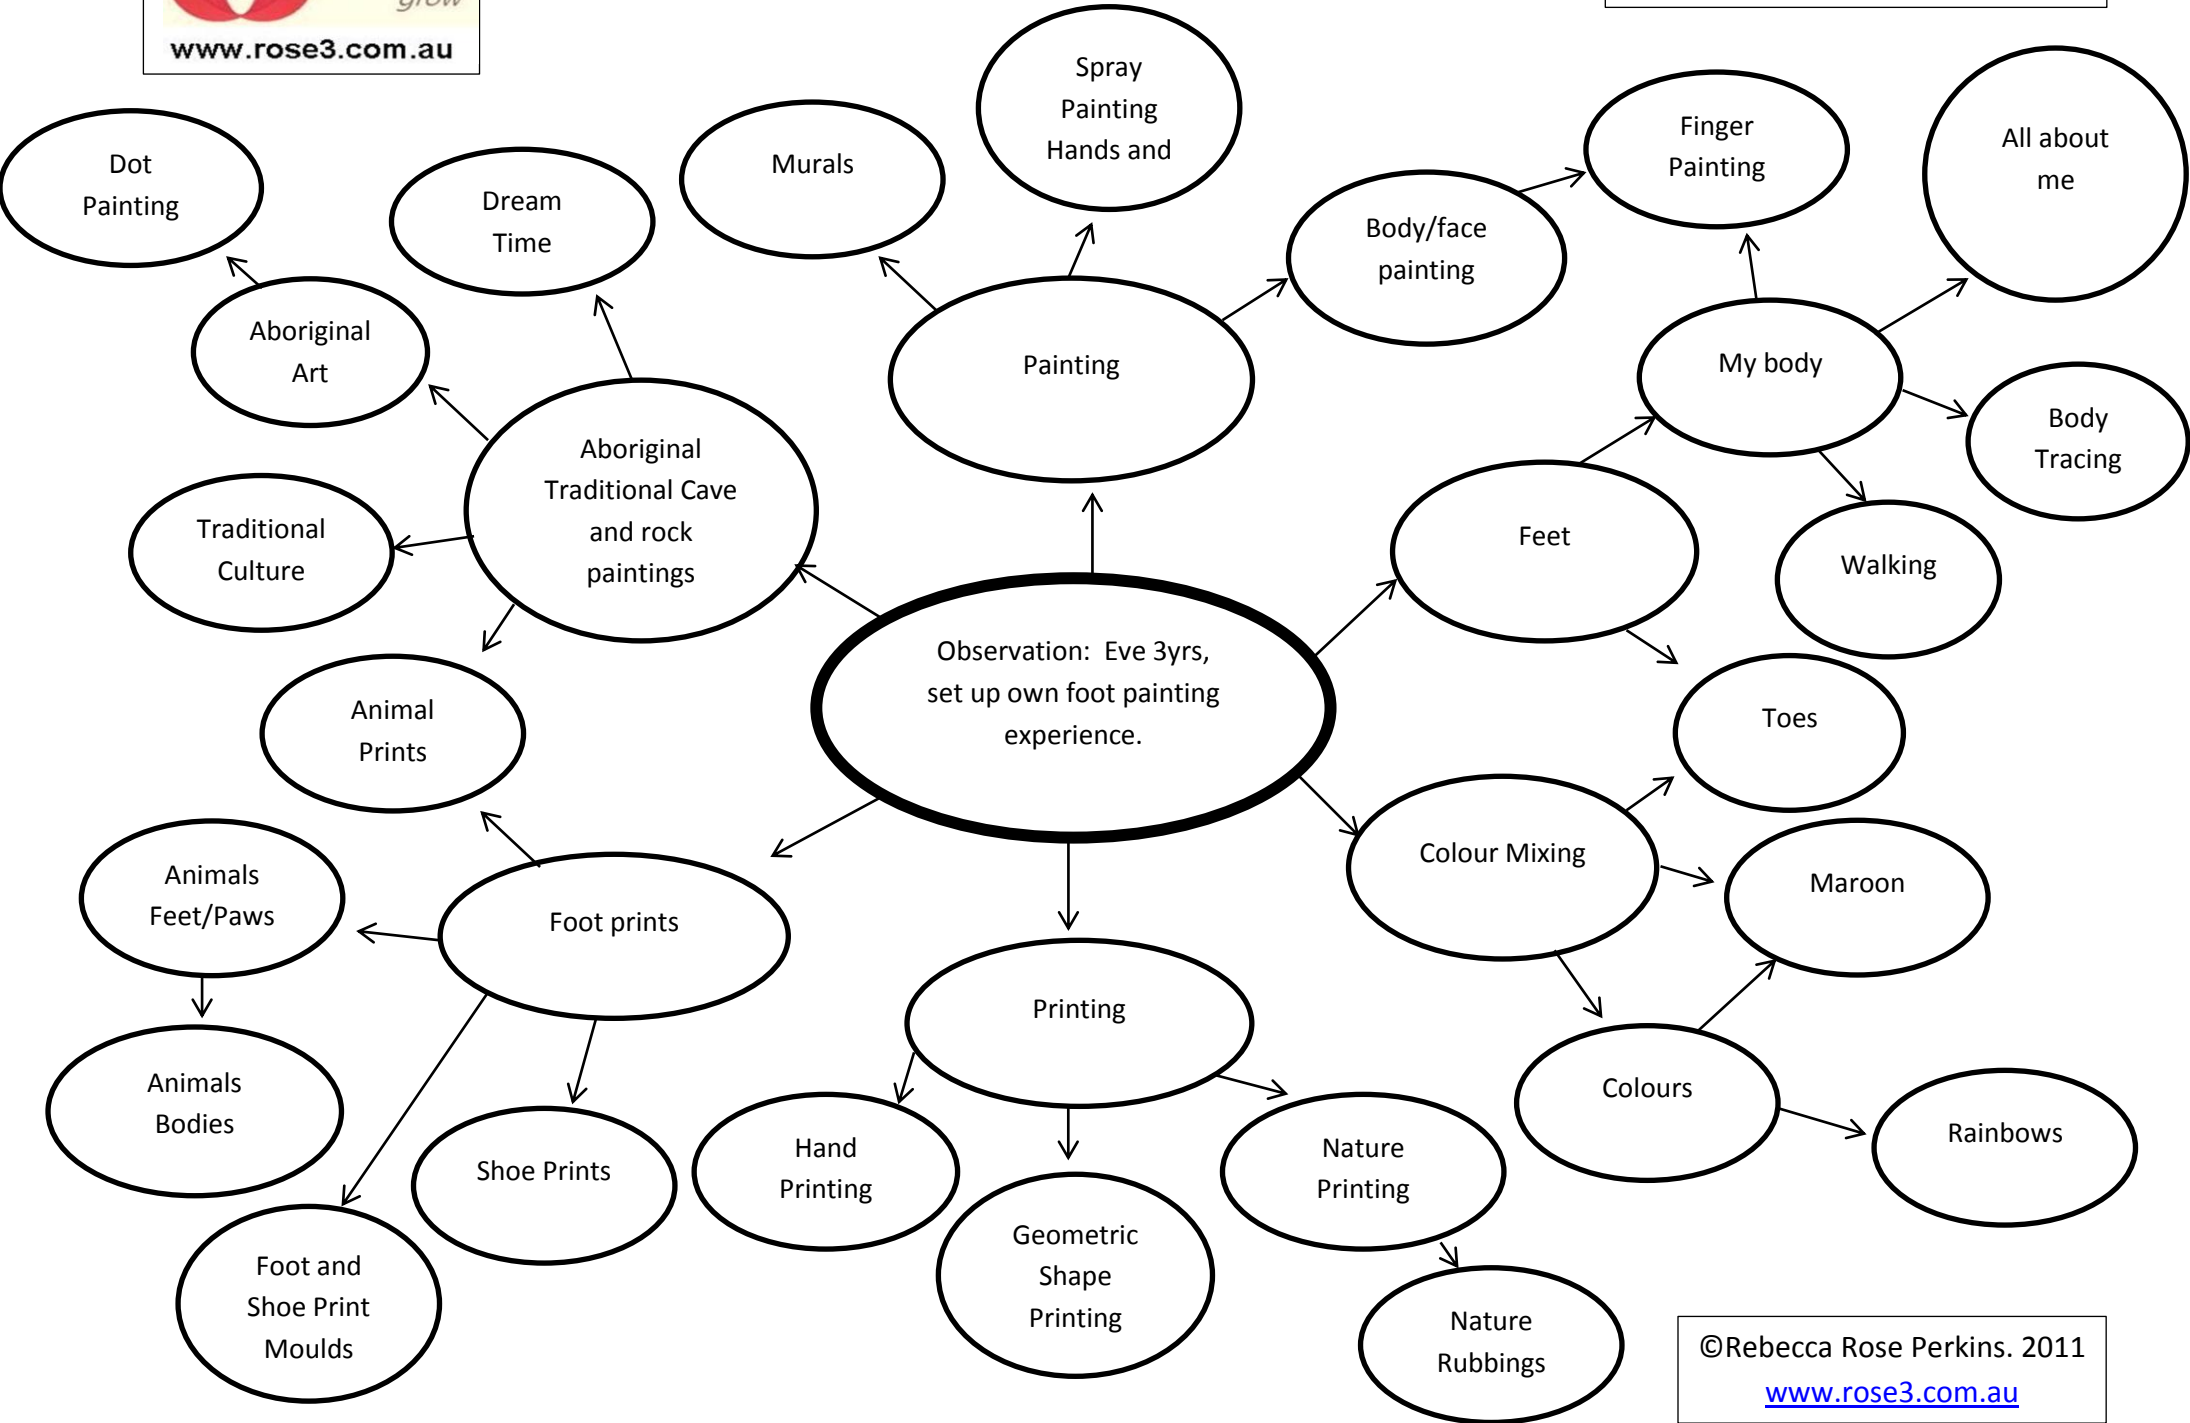 grow
www.rose3.com.au
Spray
Painting
Hands and
Murals
Finger
Painting
All about
me
Dot
Painting
Dream
Time
Body/face
painting
Aboriginal
Art
Painting
My body
Body
Tracing
Aboriginal
Traditional Cave
and rock
paintings
Traditional
Culture
Feet
Walking
Observation: Eve 3yrs,
set up own foot painting
experience.
Animal
Prints
Toes
Colour Mixing
Maroon
Animals
Feet/Paws
Foot prints
Printing
Animals
Bodies
Colours
Rainbows
Shoe Prints
Hand
Printing
Nature
Printing
Geometric
Shape
Printing
Foot and
Shoe Print
Moulds
Nature
Rubbings
©Rebecca Rose Perkins. 2011
www.rose3.com.au